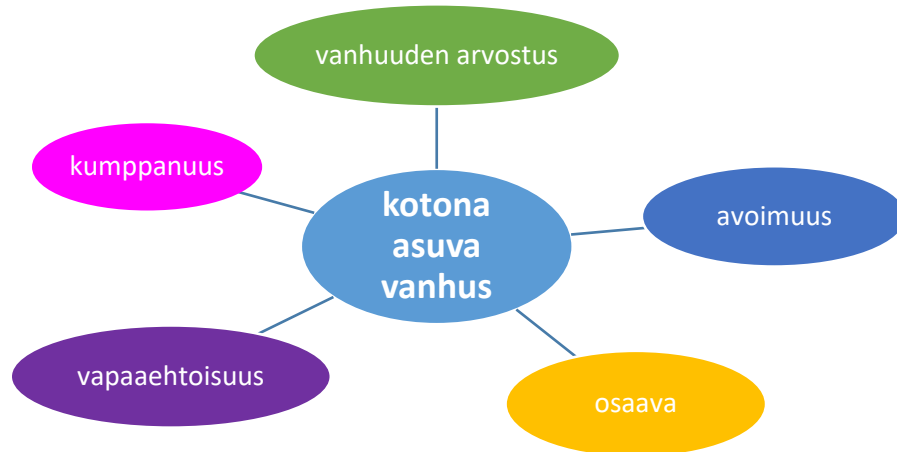 vanhuuden arvostus
kumppanuus
kotona
asuva
vanhus
avoimuus
vapaaehtoisuus
osaava